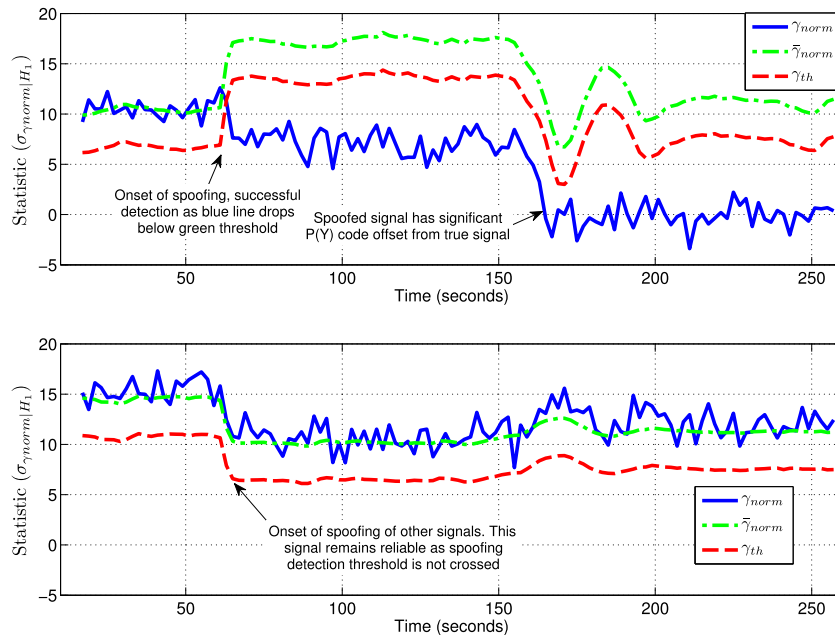 20
15
10
5
0
−5
50
100
150
200
250
Statistic (σγnorm|H₁)
Time (seconds)
γnorm
γ̄norm
γth
Onset of spoofing, successful
detection as blue line drops
below green threshold
Spoofed signal has significant
P(Y) code offset from true signal
20
15
10
5
0
−5
50
100
150
200
250
Statistic (σγnorm|H₁)
Time (seconds)
Onset of spoofing of other signals. This
signal remains reliable as spoofing
detection threshold is not crossed
γnorm
γ̄norm
γth